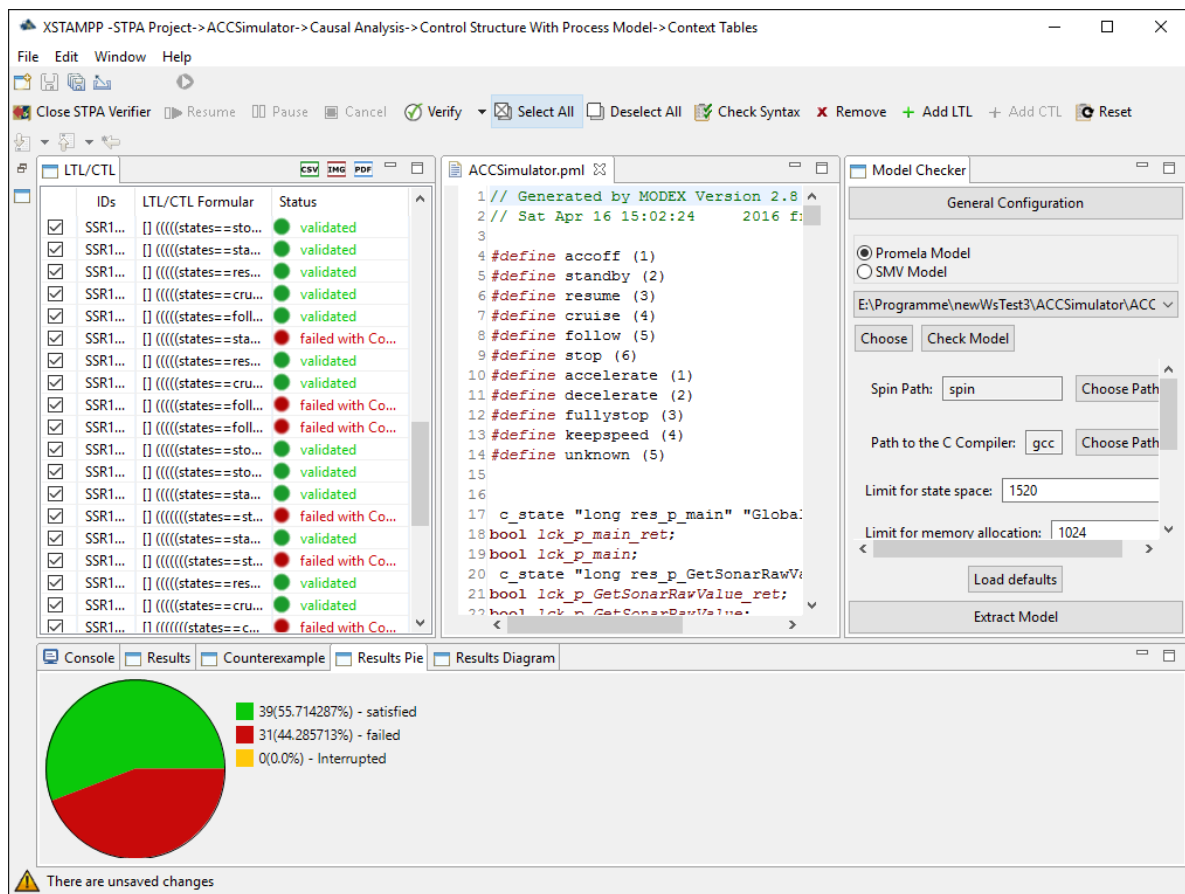 XSTAMPP -STPA Project->ACCSimulator->Causal Analysis->Control Structure With Process Model->Context Tables
File Edit Window Help
Close STPA Verifier Resume Pause Cancel Verify Select All Deselect All Check Syntax Remove Add LTL Add CTL Reset
LTL/CTL CSV IMG PDF
IDs LTL/CTL Formular Status
SSR1... [] (((((states==sto... validated
SSR1... [] (((((states==sta... validated
SSR1... [] (((((states==res... validated
SSR1... [] (((((states==cru... validated
SSR1... [] (((((states==foll... validated
SSR1... [] (((((states==sta... failed with Co...
SSR1... [] (((((states==res... validated
SSR1... [] (((((states==cru... validated
SSR1... [] (((((states==foll... failed with Co...
SSR1... [] (((((states==foll... failed with Co...
SSR1... [] (((((states==sto... validated
SSR1... [] (((((states==sto... validated
SSR1... [] (((((states==sta... validated
SSR1... [] (((((((states==st... failed with Co...
SSR1... [] (((((states==sta... validated
SSR1... [] (((((((states==st... failed with Co...
SSR1... [] (((((states==res... validated
SSR1... [] (((((states==cru... validated
SSR1... [] (((((((states==c... failed with Co...
ACCSimulator.pml
1 // Generated by MODEX Version 2.8
2 // Sat Apr 16 15:02:24 2016 f
3
4 #define accoff (1)
5 #define standby (2)
6 #define resume (3)
7 #define cruise (4)
8 #define follow (5)
9 #define stop (6)
10 #define accelerate (1)
11 #define decelerate (2)
12 #define fullystop (3)
13 #define keepspeed (4)
14 #define unknown (5)
15
16
17 c_state "long res_p_main" "Global
18 bool lck_p_main_ret;
19 bool lck_p_main;
20 c_state "long res_p_GetSonarRawVa
21 bool lck_p_GetSonarRawValue_ret;
22 bool lck_p_GetSonarRawValue;
Model Checker
General Configuration
Promela Model
SMV Model
E:\Programme\newWsTest3\ACCSimulator\ACC
Choose Check Model
Spin Path: spin Choose Path
Path to the C Compiler: gcc Choose Path
Limit for state space: 1520
Limit for memory allocation: 1024
Load defaults
Extract Model
Console Results Counterexample Results Pie Results Diagram
39(55.714287%) - satisfied
31(44.285713%) - failed
0(0.0%) - Interrupted
There are unsaved changes